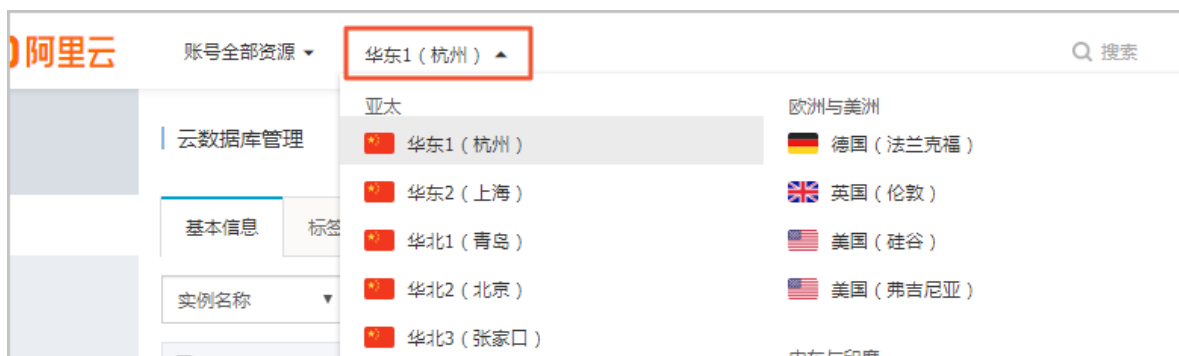 阿里云
账号全部资源
华东1（杭州）
搜索
云数据库管理
基本信息
标签
实例名称
亚太
华东1（杭州）
华东2（上海）
华北1（青岛）
华北2（北京）
华北3（张家口）
欧洲与美洲
德国（法兰克福）
英国（伦敦）
美国（硅谷）
美国（弗吉尼亚）